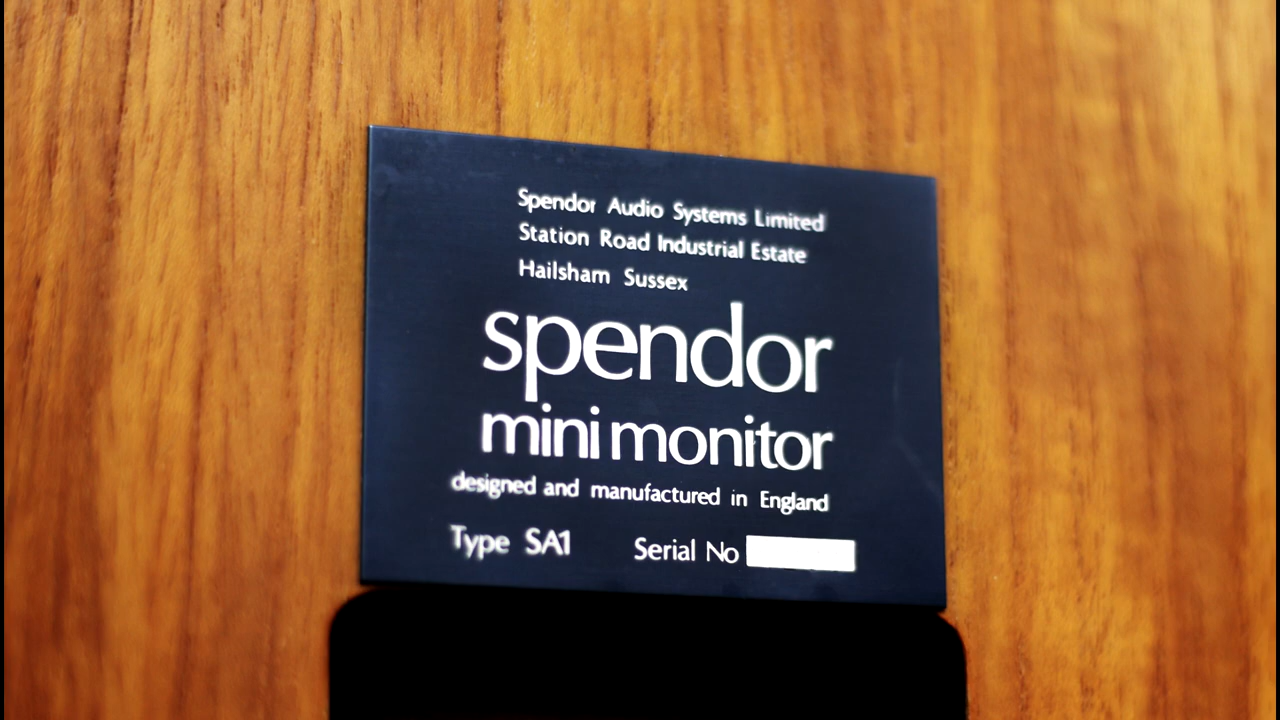 Spendor Audio Systems Limited
Station Road Industrial Estate
Hailsham Sussex
spendor
mini monitor
designed and manufactured in England
Type SA1 Serial No